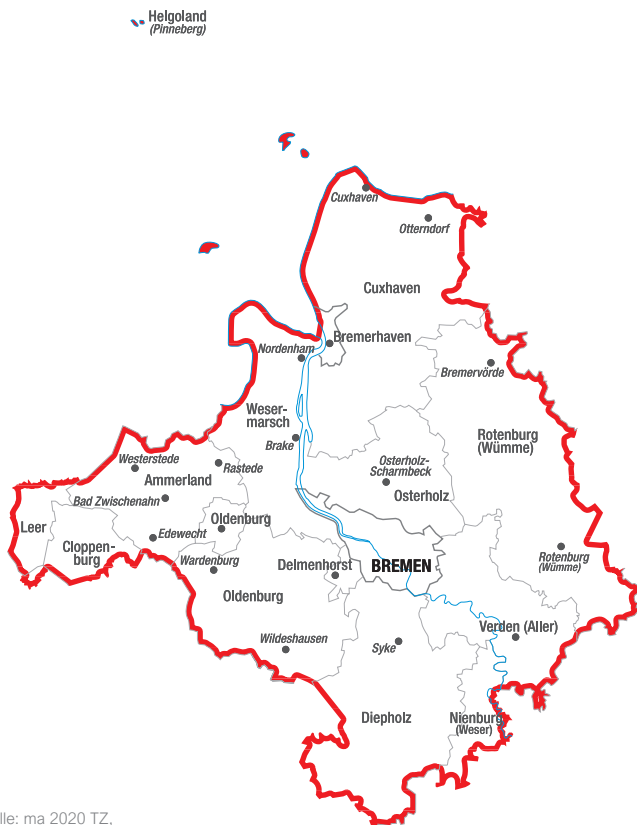 Helgoland
(Pinneberg)
Cuxhaven
Otterndorf
Cuxhaven
Bremerhaven
Nordenham
Bremervörde
Weser-
marsch
Rotenburg
(Wümme)
Brake
Westerstede
Rastede
Osterholz-
Scharmbeck
Ammerland
Osterholz
Bad Zwischenahn
Leer
Oldenburg
Edewecht
Cloppen-
burg
Wardenburg
Delmenhorst
BREMEN
Rotenburg
(Wümme)
Oldenburg
Verden (Aller)
Wildeshausen
Syke
Diepholz
Nienburg
(Weser)
lle: ma 2020 TZ,